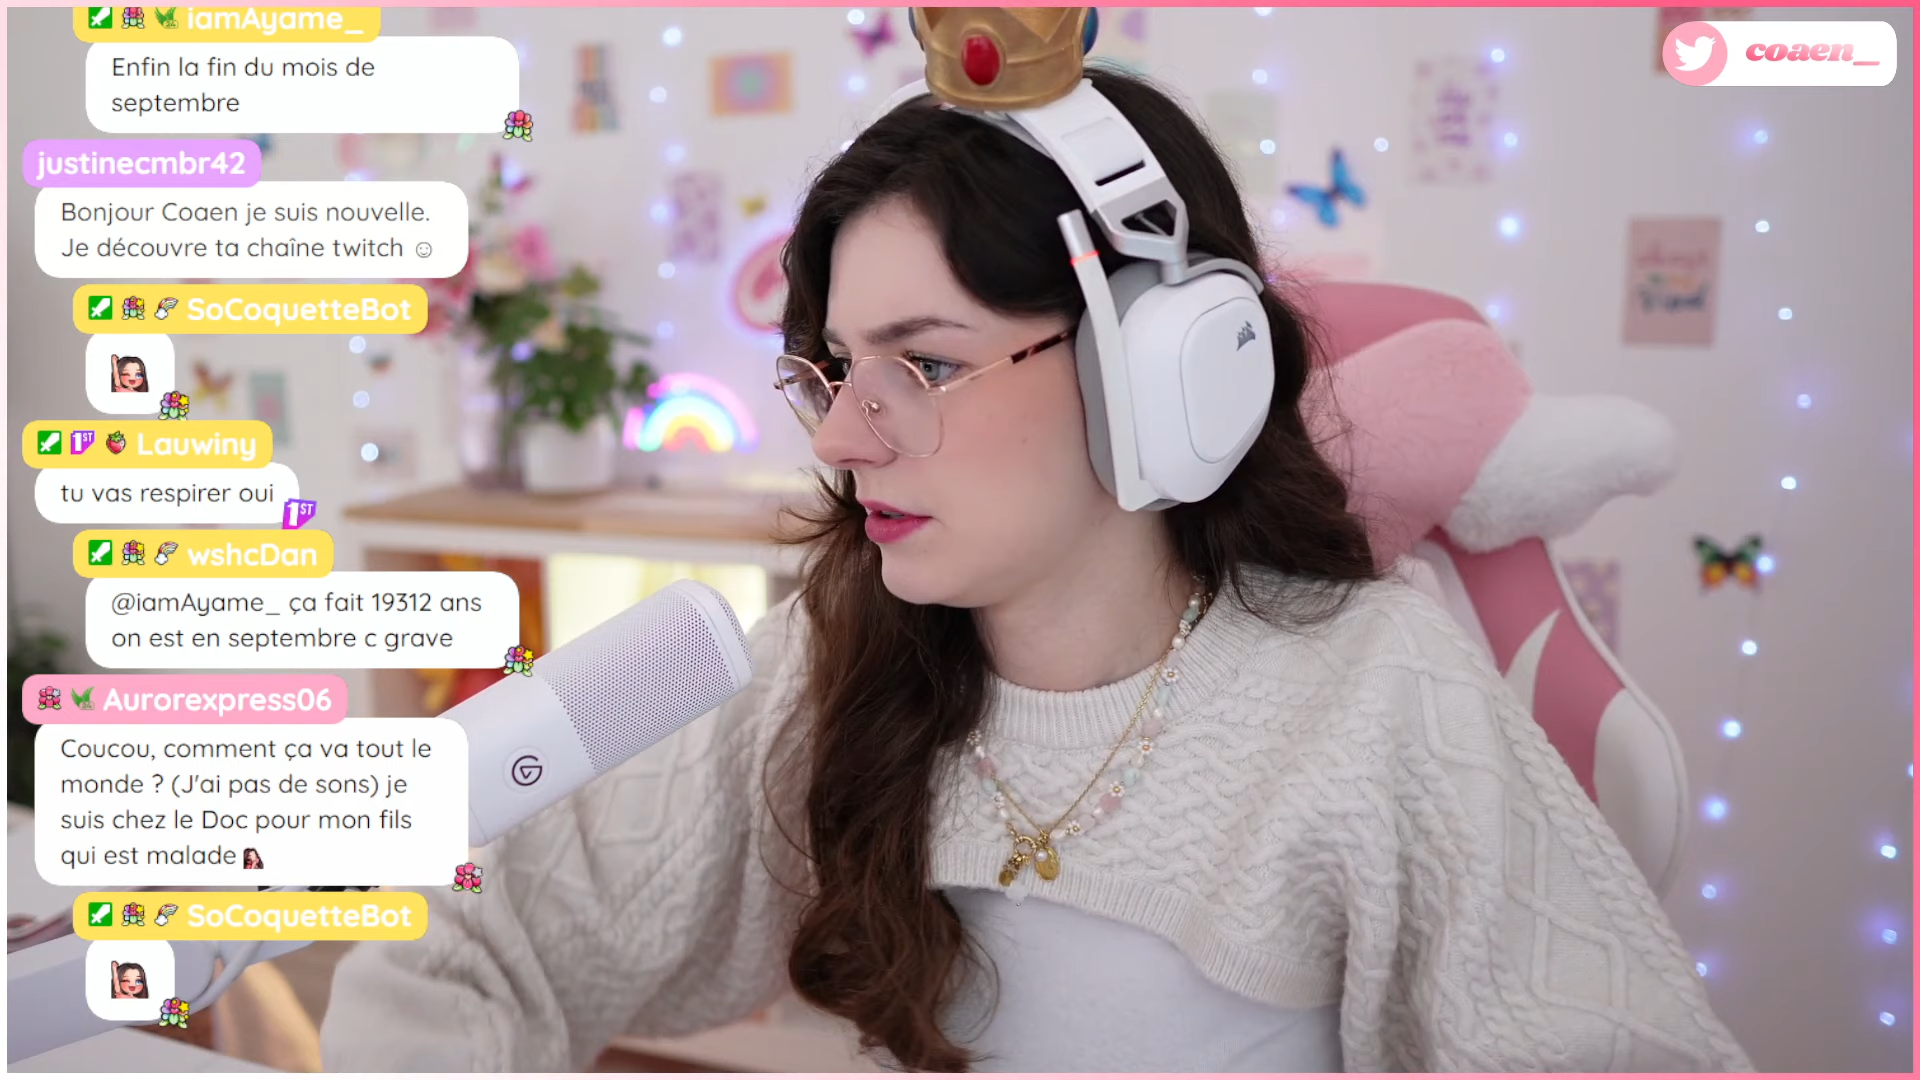 iamAyame_
Enfin la fin du mois de
septembre
justinecmbr42
Bonjour Coaen je suis nouvelle.
Je découvre ta chaîne twitch ☺
SoCoquetteBot
1ST Lauwiny
tu vas respirer oui
1ST
wshcDan
@iamAyame_ ça fait 19312 ans
on est en septembre c grave
Aurorexpress06
Coucou, comment ça va tout le
monde ? (J'ai pas de sons) je
suis chez le Doc pour mon fils
qui est malade
SoCoquetteBot
coaen_